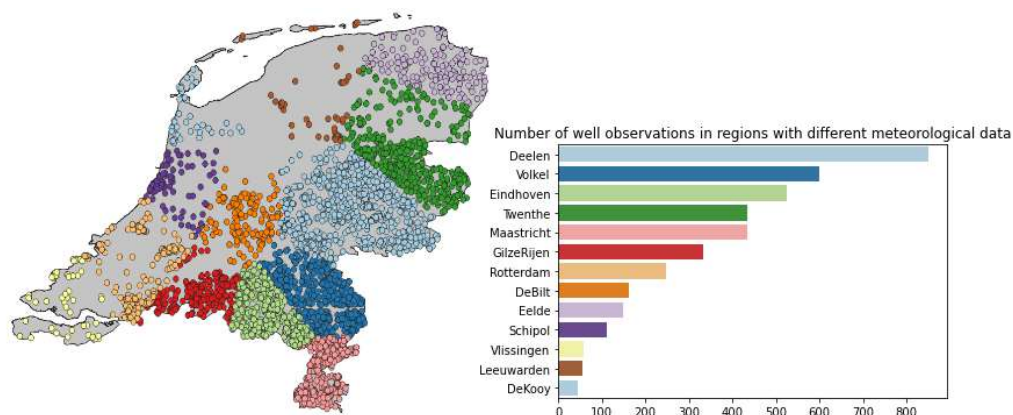 Number of well observations in regions with different meteorological data
Deelen
Volkel
Eindhoven
Twenthe
Maastricht
GilzeRijen
Rotterdam
DeBilt
Eelde
Schipol
Vlissingen
Leeuwarden
DeKooy
0 100 200 300 400 500 600 700 800